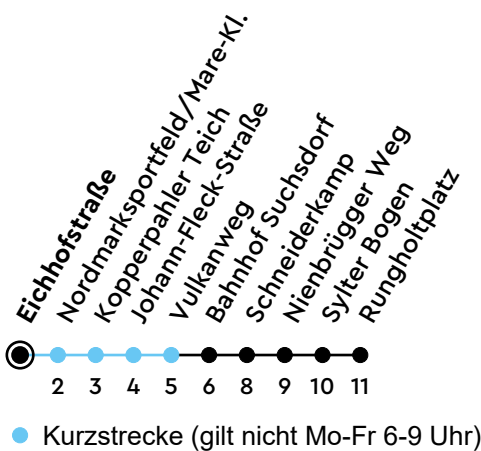 Eichhofstraße
Nordmarksportfeld/Mare-Kl.
Kopperpahler Teich
Johann-Fleck-Straße
Vulkanweg
Bahnhof Suchsdorf
Schneiderkamp
Nienbrügger Weg
Sylter Bogen
Rungholtplatz
2 3 4 5 6 8 9 10 11
Kurzstrecke (gilt nicht Mo-Fr 6-9 Uhr)